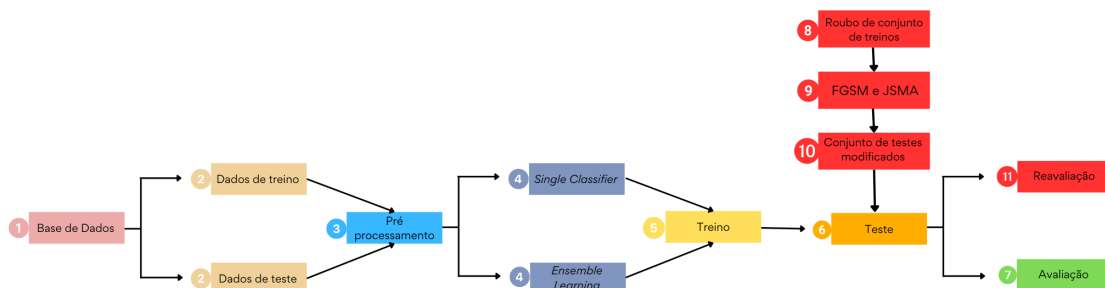 8 Roubo de conjunto
de treinos
9 FGSM e JSMA
10 Conjunto de testes
modificados
2 Dados de treino
4 Single Classifier
11 Reavaliação
1 Base de Dados
3 Pré
processamento
5 Treino
6 Teste
2 Dados de teste
4 Ensemble
Learning
7 Avaliação